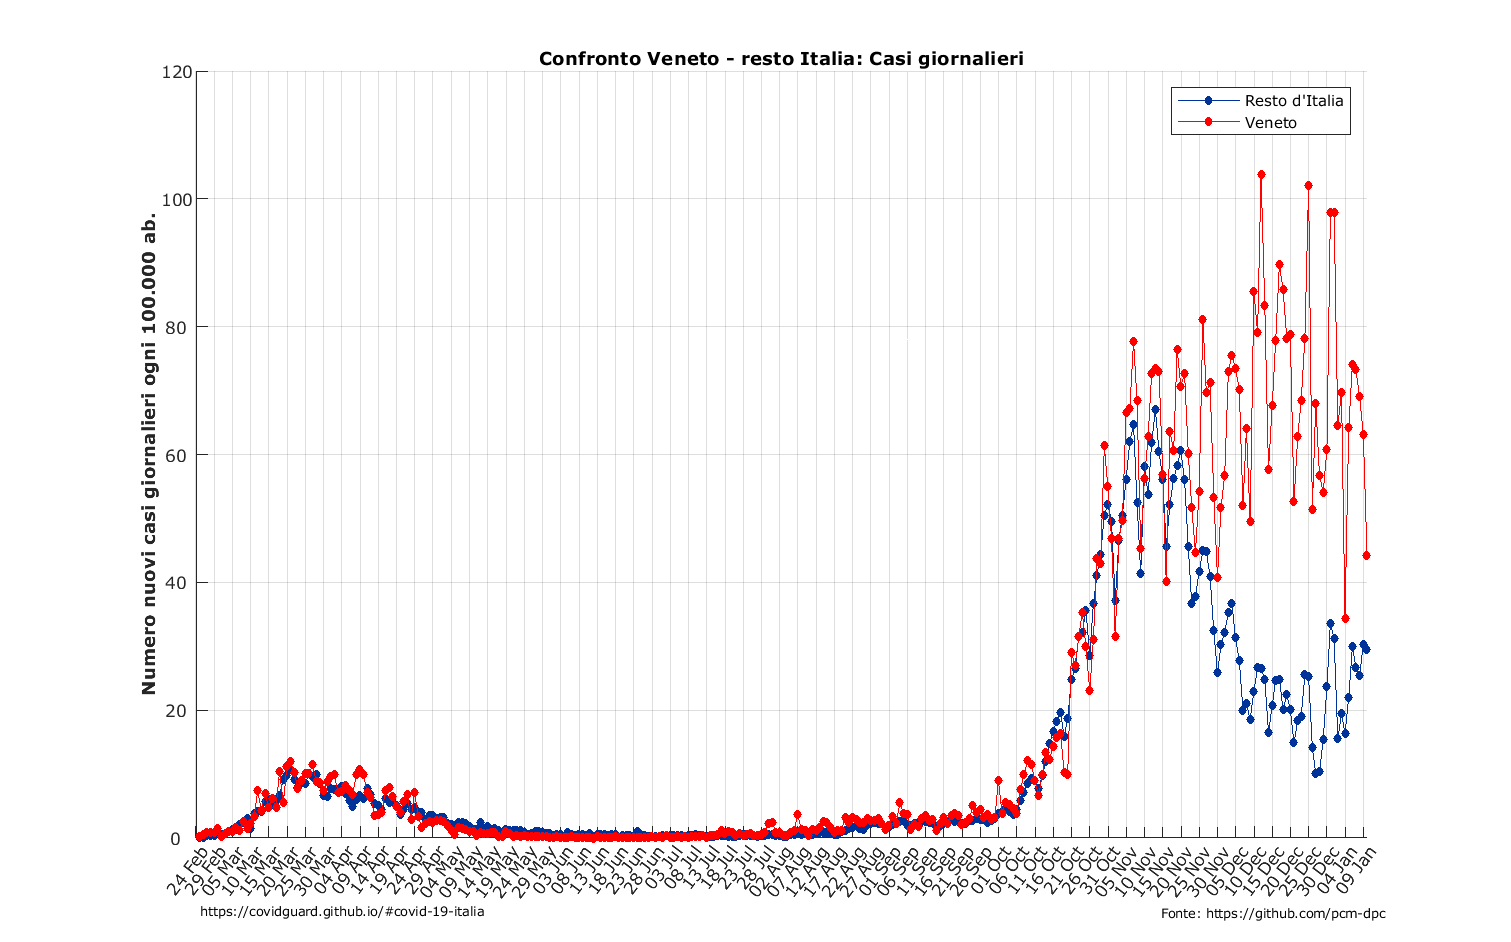 Confronto Veneto - resto Italia: Casi giornalieri
Resto d'Italia
Veneto
Numero nuovi casi giornalieri ogni 100.000 ab.
120
100
80
60
40
20
0
24 Feb
29 Feb
05 Mar
10 Mar
15 Mar
20 Mar
25 Mar
30 Mar
04 Apr
09 Apr
14 Apr
19 Apr
24 Apr
29 Apr
04 May
09 May
14 May
19 May
24 May
29 May
03 Jun
08 Jun
13 Jun
18 Jun
23 Jun
28 Jun
03 Jul
08 Jul
13 Jul
18 Jul
23 Jul
28 Jul
02 Aug
07 Aug
12 Aug
17 Aug
22 Aug
27 Aug
01 Sep
06 Sep
11 Sep
16 Sep
21 Sep
26 Sep
01 Oct
06 Oct
11 Oct
16 Oct
21 Oct
26 Oct
31 Oct
05 Nov
10 Nov
15 Nov
20 Nov
25 Nov
30 Nov
05 Dec
10 Dec
15 Dec
20 Dec
25 Dec
30 Dec
04 Jan
09 Jan
https://covidguard.github.io/#covid-19-italia
Fonte: https://github.com/pcm-dpc